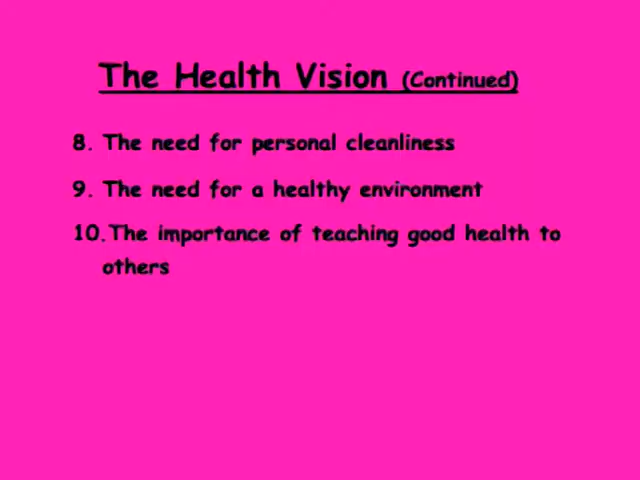 The Health Vision (Continued)
8. The need for personal cleanliness
9. The need for a healthy environment
10.The importance of teaching good health to
others